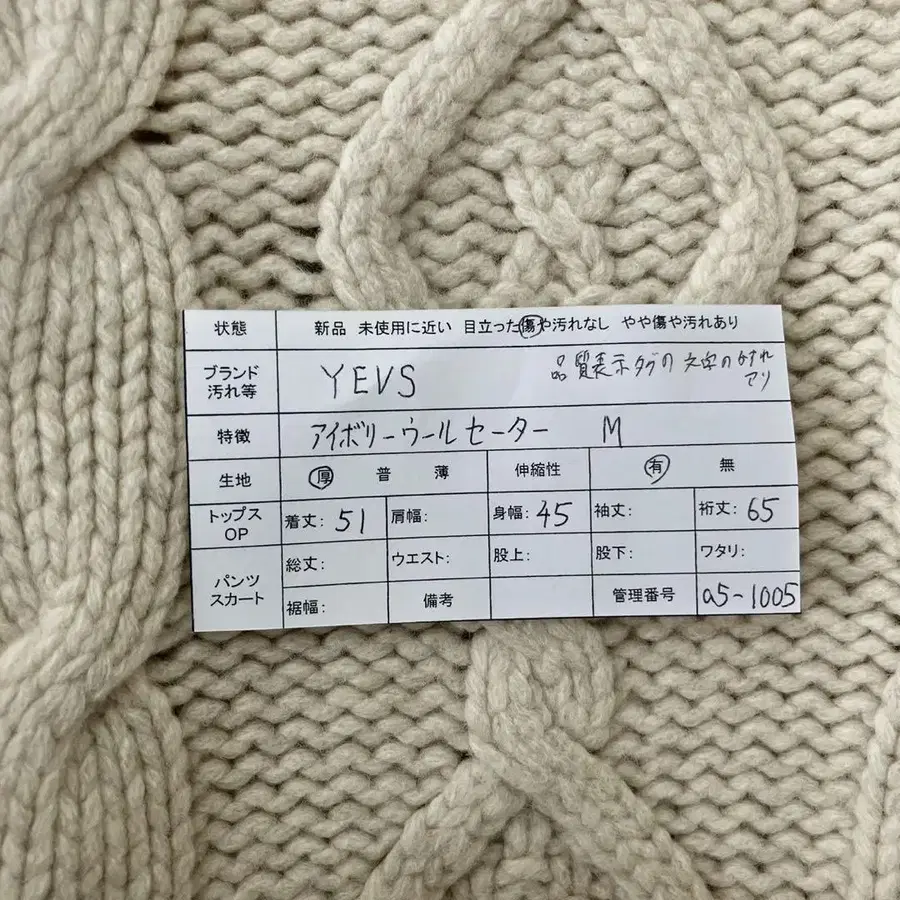 状態 新品 未使用に近い 目立った傷や汚れなし やや傷や汚れあり
ブランド 汚れ等 YEVS 品質表示タグの文字のかすれアリ
特徴 アイボリーウールセーター M
生地 厚 普 薄 伸縮性 有 無
トップス OP 着丈: 51 肩幅: 身幅: 45 袖丈: 裄丈: 65
パンツ スカート 総丈: ウエスト: 股上: 股下: ワタリ:
裾幅: 備考 管理番号 a5-1005